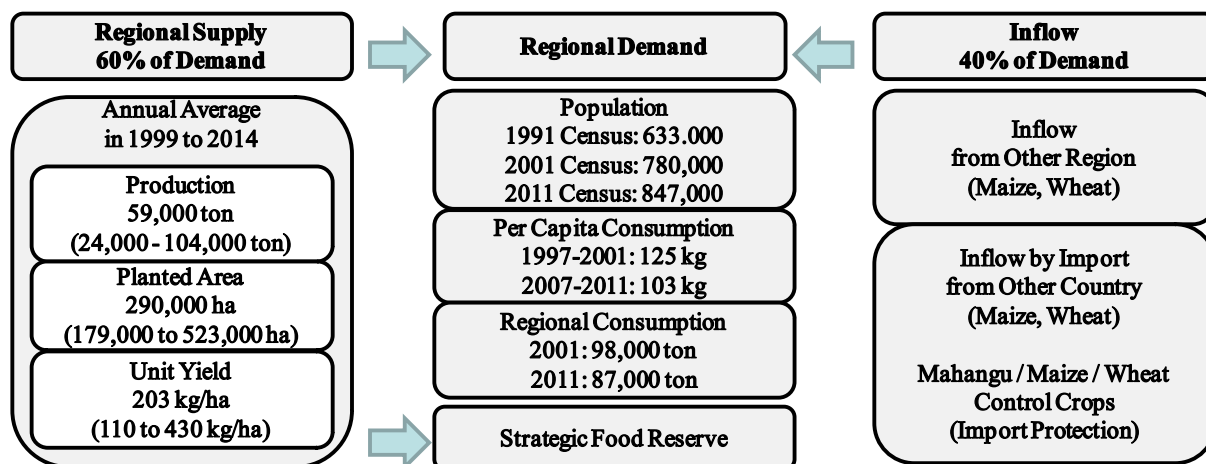 Regional Supply
60% of Demand
Annual Average
in 1999 to 2014
Production
59,000 ton
(24,000 - 104,000 ton)
Planted Area
290,000 ha
(179,000 to 523,000 ha)
Unit Yield
203 kg/ha
(110 to 430 kg/ha)
Regional Demand
Population
1991 Census: 633.000
2001 Census: 780,000
2011 Census: 847,000
Per Capita Consumption
1997-2001: 125 kg
2007-2011: 103 kg
Regional Consumption
2001: 98,000 ton
2011: 87,000 ton
Strategic Food Reserve
Inflow
40% of Demand
Inflow
from Other Region
(Maize, Wheat)
Inflow by Import
from Other Country
(Maize, Wheat)
Mahangu / Maize / Wheat
Control Crops
(Import Protection)